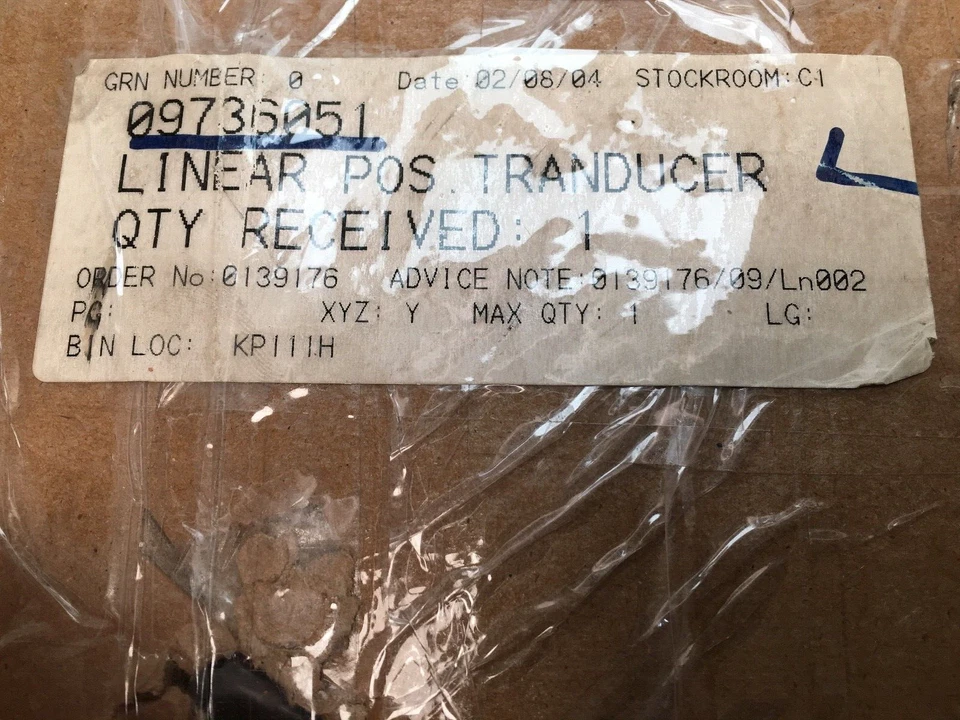 GRN NUMBER: 0 Date 02/08/04 STOCKROOM:C1
09736051
LINEAR POS. TRANDUCER
QTY RECEIVED: 1
ORDER No:0139176 ADVICE NOTE:0139176/09/Ln002
PG: XYZ: Y MAX QTY: 1 LG:
BIN LOC: KP111H